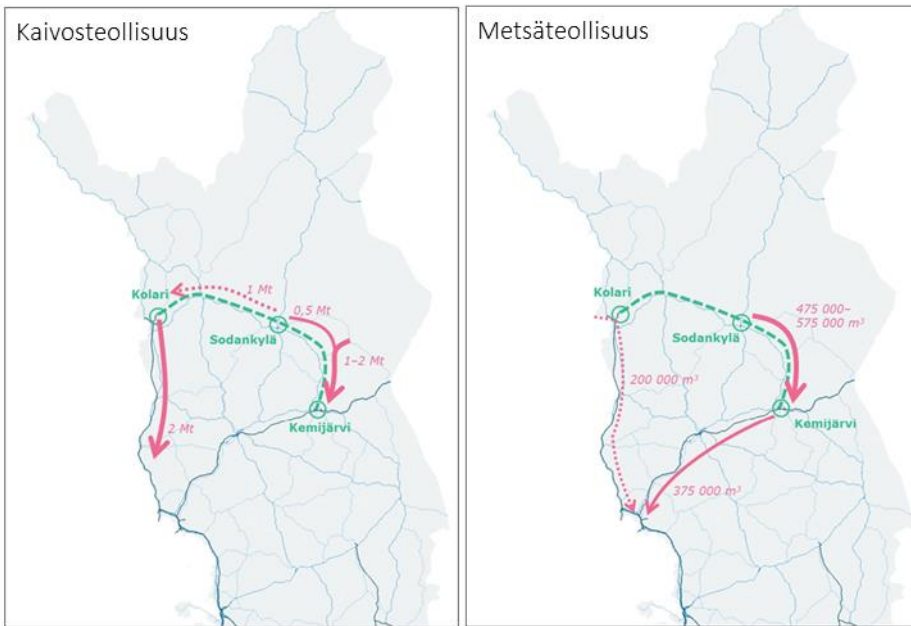 Kaivosteollisuus
1 Mt
Kolari
0,5 Mt
Sodankylä
1–2 Mt
Kemijärvi
2 Mt
Metsäteollisuus
Kolari
475 000–
575 000 m³
Sodankylä
200 000 m³
Kemijärvi
375 000 m³